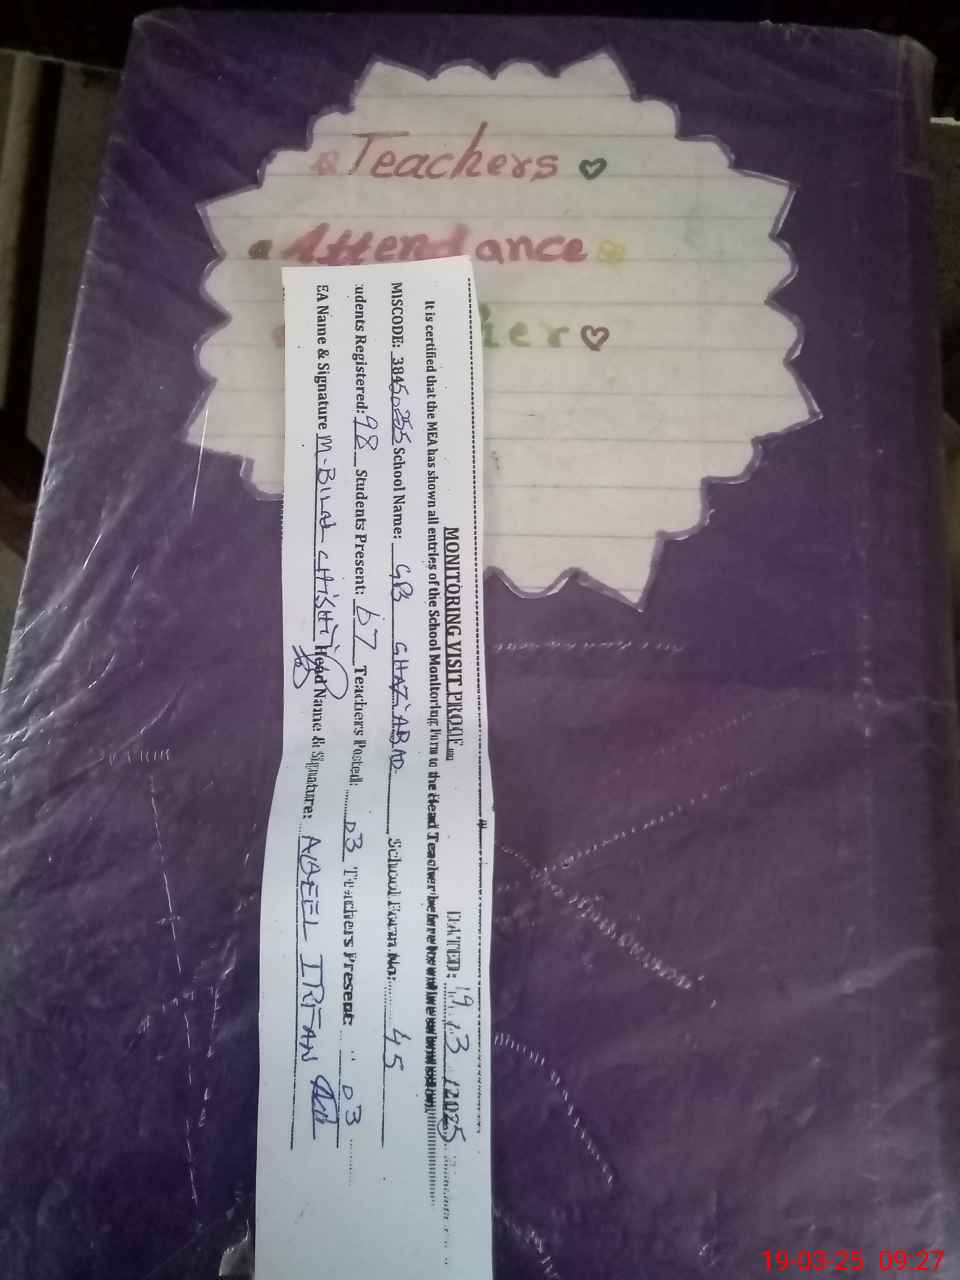 Teachers
Attendance
MONITORING VISIT PROOF DATED: 19.3/2025
It is certified that the MEA has shown all entries of the School Monitoring Form to the Head Teacher before
MISCODE: 38450255 School Name: GB GHAZIABAD School Form No: 45
udents Registered: 98 Students Present: 67 Teachers Posted: 03 Teachers Present: 03
EA Name & Signature M-BILAL CHISHTI Head Name & Signature: ADEEL IRFAN
19-03-25 09:27